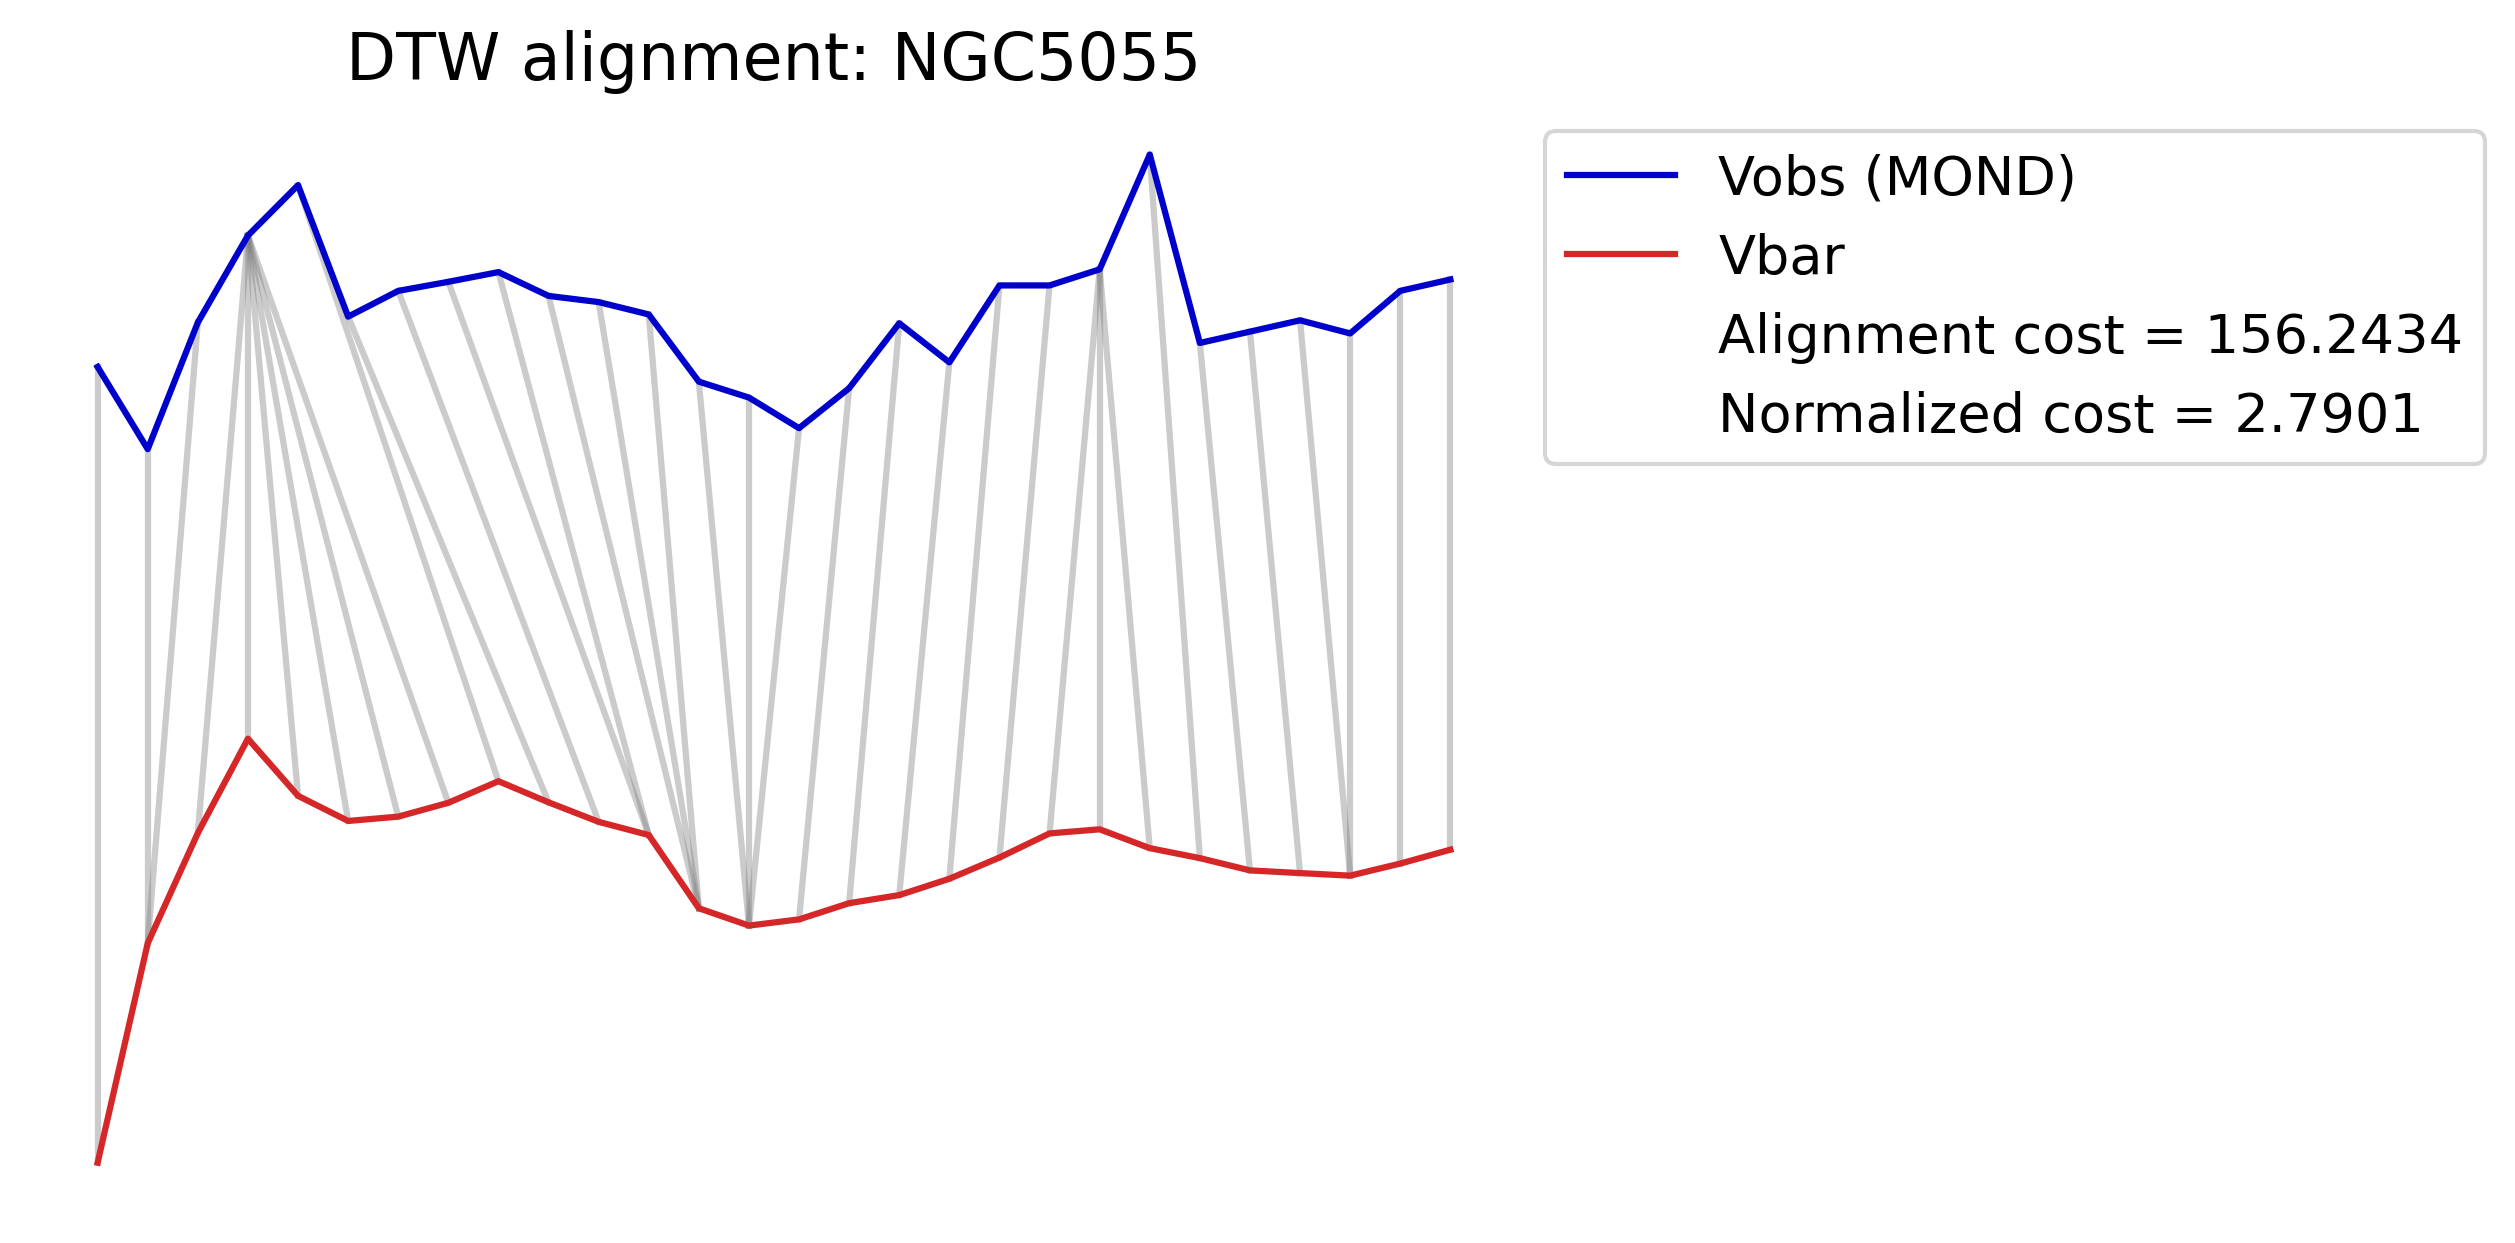 DTW alignment: NGC5055
Vobs (MOND)
Vbar
Alignment cost = 156.2434
Normalized cost = 2.7901